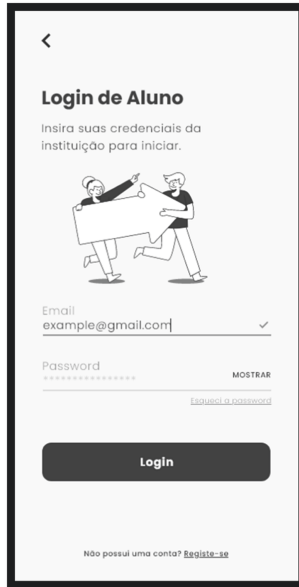 Login de Aluno
Insira suas credenciais da
instituição para iniciar.
Email
example@gmail.com
Password
****************
MOSTRAR
Esqueci a password
Login
Não possui uma conta? Registe-se